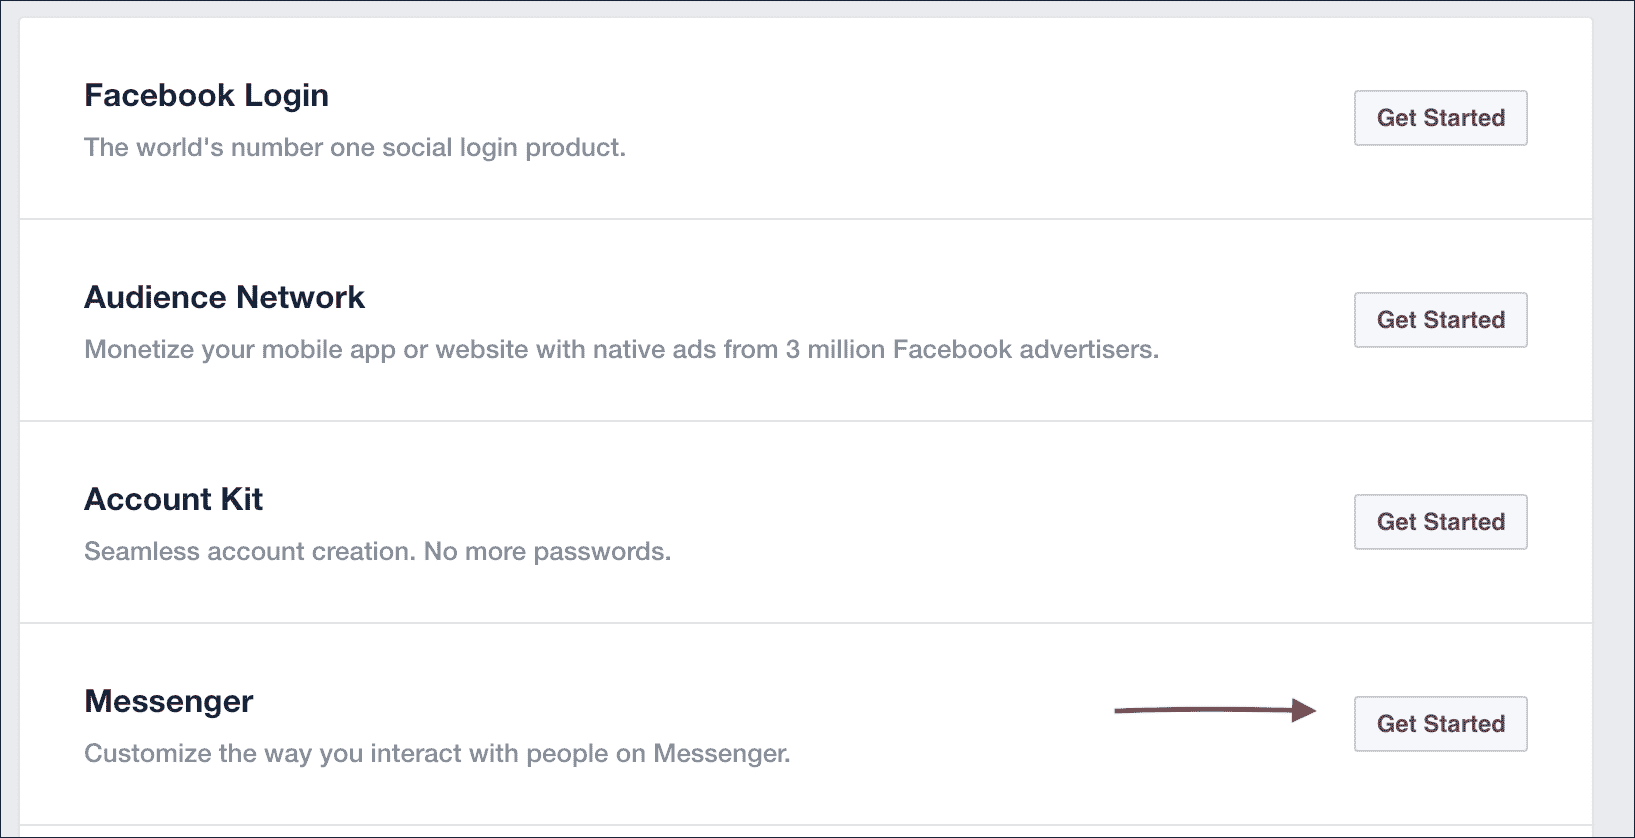 Facebook Login
The world's number one social login product.
Get Started
Audience Network
Monetize your mobile app or website with native ads from 3 million Facebook advertisers.
Get Started
Account Kit
Seamless account creation. No more passwords.
Get Started
Messenger
Customize the way you interact with people on Messenger.
Get Started